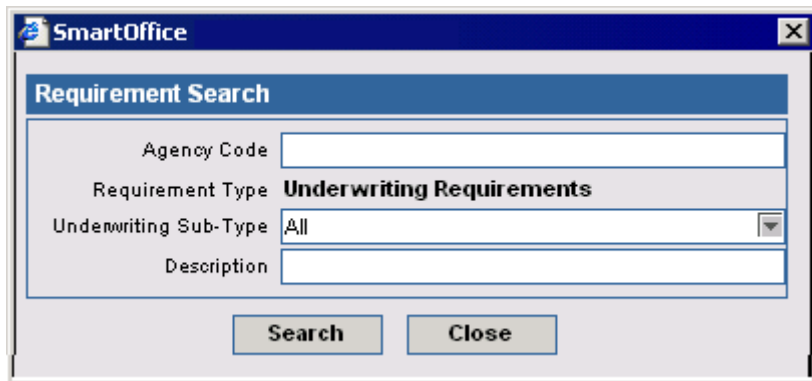 SmartOffice
Requirement Search
Agency Code
Requirement Type Underwriting Requirements
Underwriting Sub-Type All
Description
Search Close